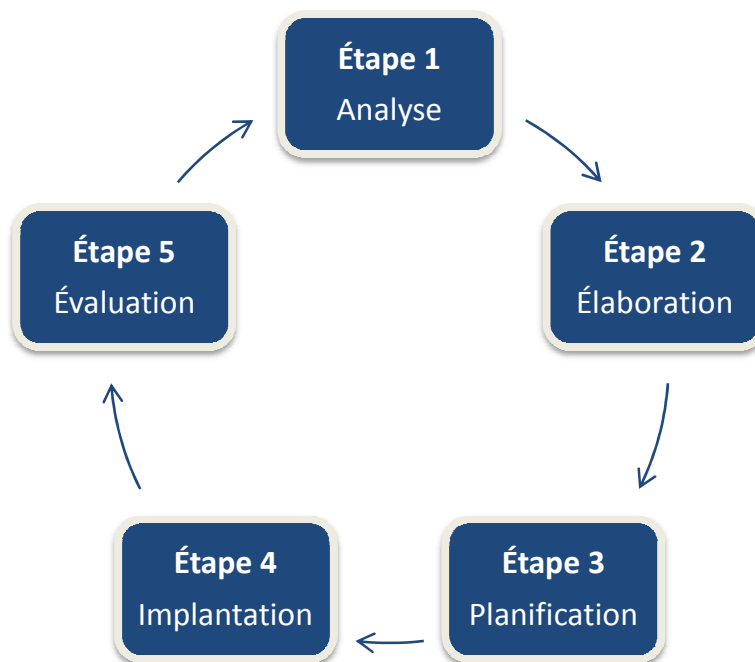 Étape 1
Analyse
Étape 2
Élaboration
Étape 3
Planification
Étape 4
Implantation
Étape 5
Évaluation